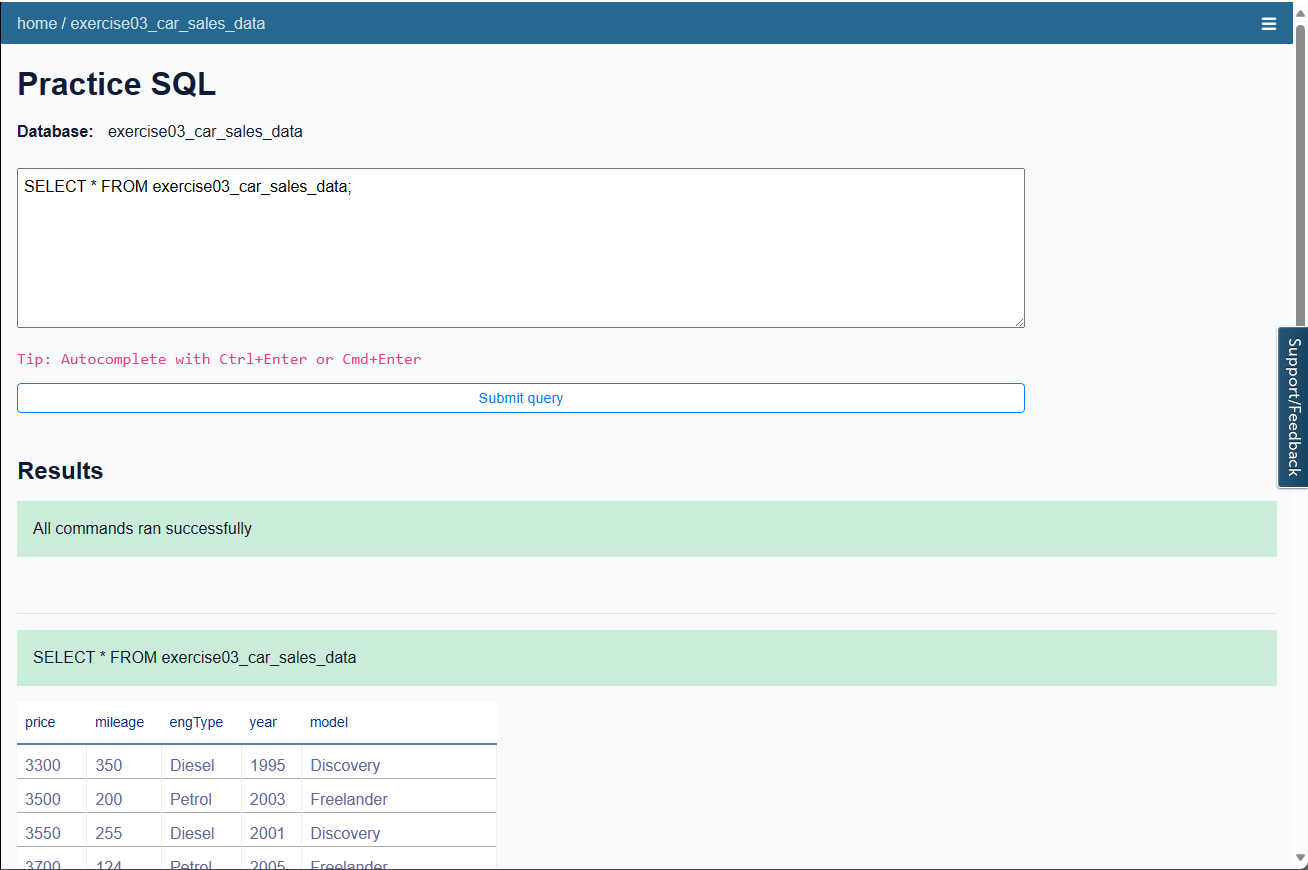 home / exercise03_car_sales_data
Practice SQL
Database: exercise03_car_sales_data
SELECT * FROM exercise03_car_sales_data;
Tip: Autocomplete with Ctrl+Enter or Cmd+Enter
Submit query
Support/Feedback
Results
All commands ran successfully
SELECT * FROM exercise03_car_sales_data
price mileage engType year model
3300 350 Diesel 1995 Discovery
3500 200 Petrol 2003 Freelander
3550 255 Diesel 2001 Discovery
3700 124 Petrol 2005 Freelander